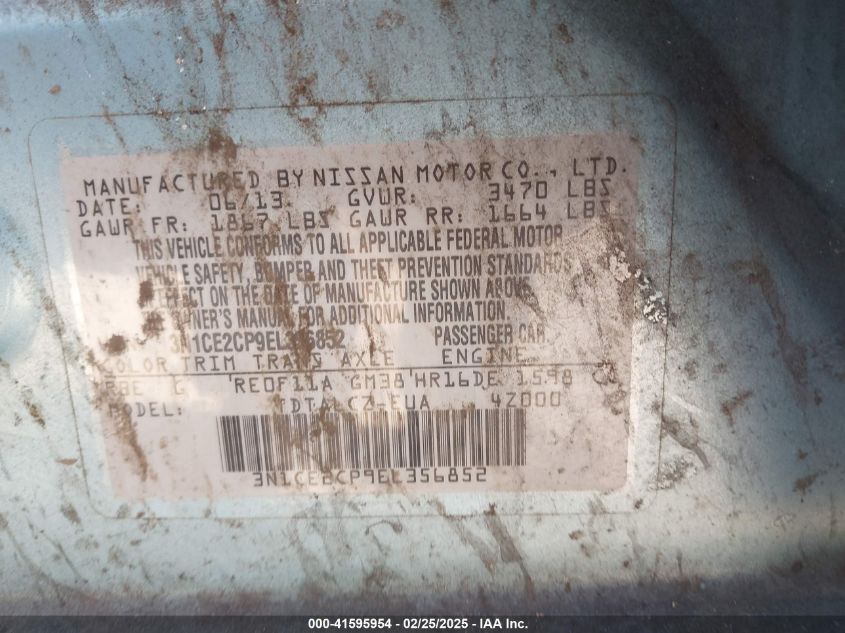 MANUFACTURED BY NISSAN MOTOR CO., LTD.
DATE: 06/13 GVWR: 3470 LBS
GAWR FR: 1867 LBS GAWR RR: 1664 LBS
THIS VEHICLE CONFORMS TO ALL APPLICABLE FEDERAL MOTOR
VEHICLE SAFETY, BUMPER, AND THEFT PREVENTION STANDARDS
EFFECT ON THE DATE OF MANUFACTURE SHOWN ABOVE.
OWNER'S MANUAL FOR ADDITIONAL INFORMATION.
3N1CE2CP9EL356852 PASSENGER CAR
COLOR TRIM TRANS AXLE ENGINE
G RE0F11A GM38 HR16DE 1598 CC
MODEL: 4Z000
3N1CE2CP9EL356852
000-41595954 - 02/25/2025 - IAA Inc.